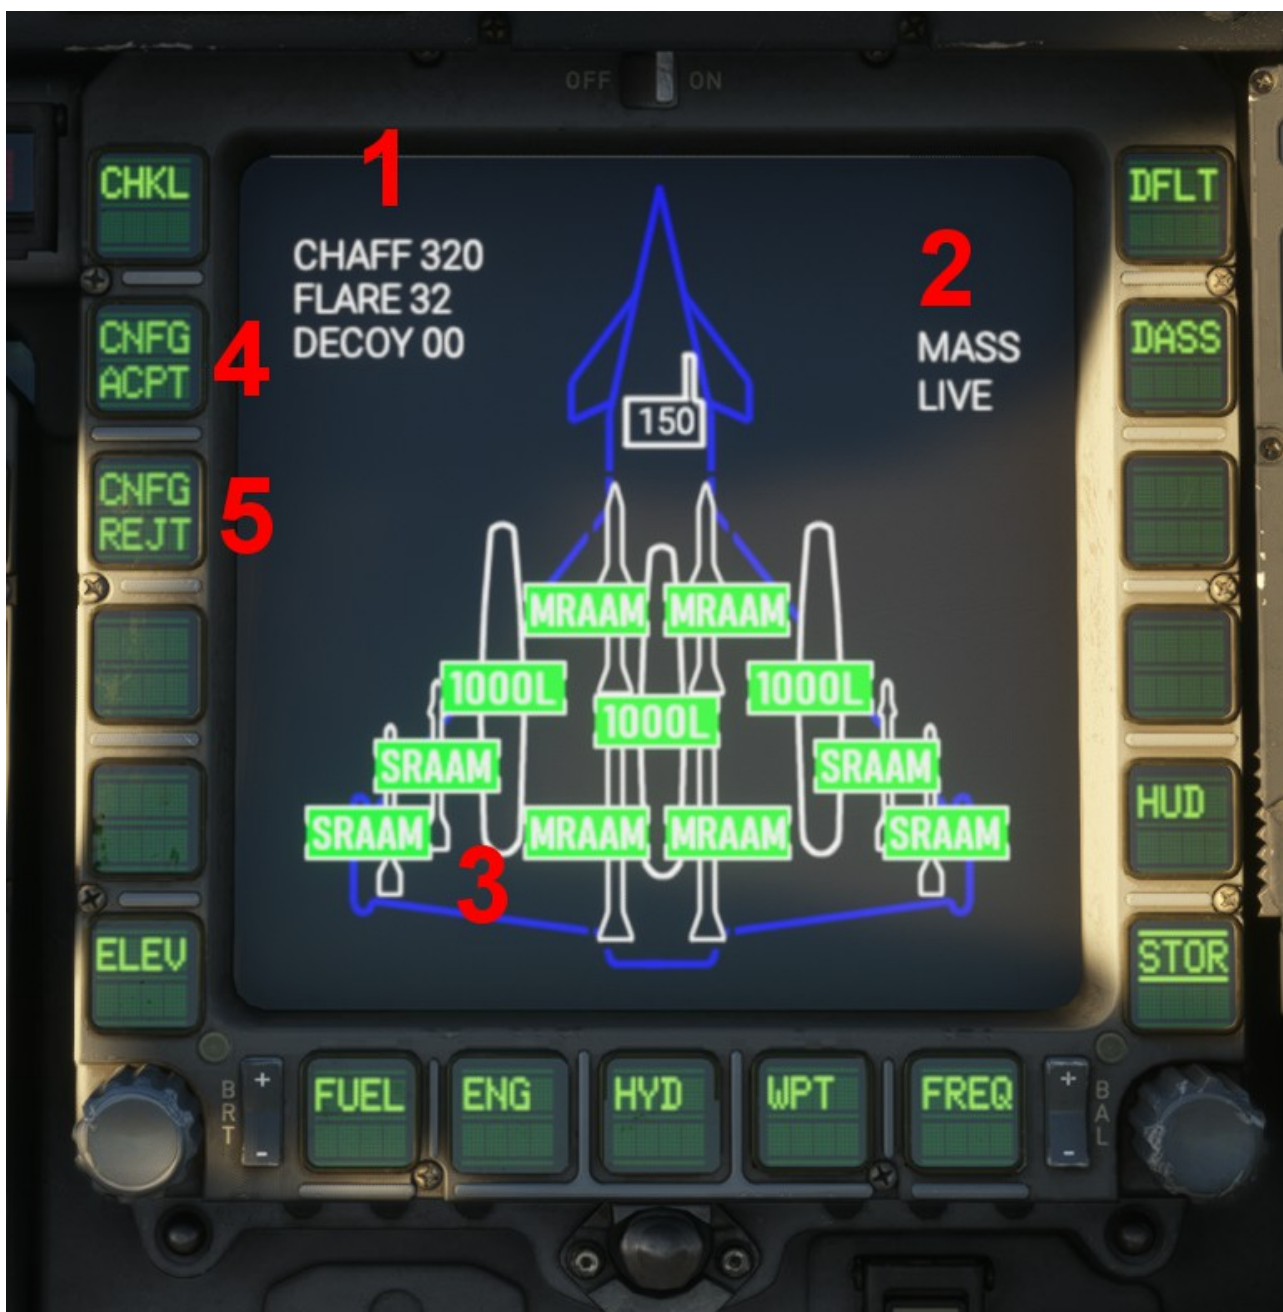 OFF ON
1
CHKL
DFLT
2
CHAFF 320
FLARE 32
DECOY 00
CNFG
ACPT
4
DASS
MASS
LIVE
150
CNFG
REJT
5
MRAAM MRAAM
1000L 1000L
1000L
SRAAM SRAAM
SRAAM MRAAM MRAAM SRAAM
3
HUD
ELEV
STOR
BRT
+
-
FUEL
ENG
HYD
WPT
FREQ
+
-
BAL